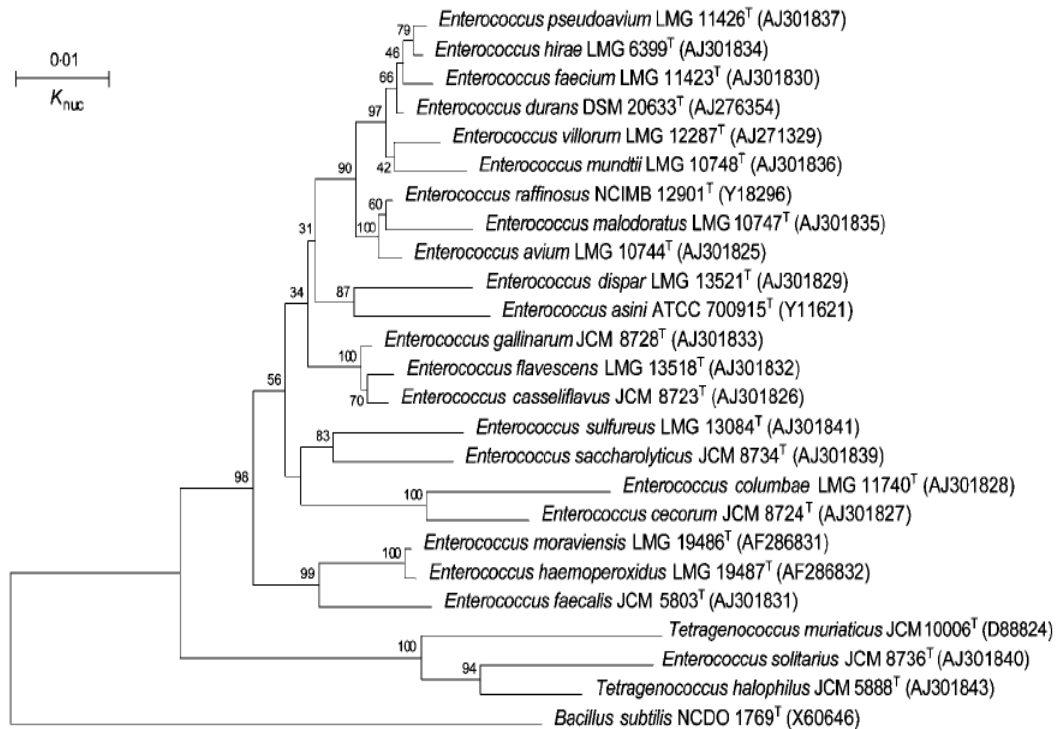 0·01
Knuc
Enterococcus pseudoavium LMG 11426T (AJ301837)
79
Enterococcus hirae LMG 6399T (AJ301834)
46
Enterococcus faecium LMG 11423T (AJ301830)
66
Enterococcus durans DSM 20633T (AJ276354)
97
Enterococcus villorum LMG 12287T (AJ271329)
42
Enterococcus mundtii LMG 10748T (AJ301836)
90
Enterococcus raffinosus NCIMB 12901T (Y18296)
60
Enterococcus malodoratus LMG 10747T (AJ301835)
100
Enterococcus avium LMG 10744T (AJ301825)
31
Enterococcus dispar LMG 13521T (AJ301829)
87
Enterococcus asini ATCC 700915T (Y11621)
34
Enterococcus gallinarum JCM 8728T (AJ301833)
100
Enterococcus flavescens LMG 13518T (AJ301832)
70
Enterococcus casseliflavus JCM 8723T (AJ301826)
56
Enterococcus sulfureus LMG 13084T (AJ301841)
83
Enterococcus saccharolyticus JCM 8734T (AJ301839)
98
Enterococcus columbae LMG 11740T (AJ301828)
100
Enterococcus cecorum JCM 8724T (AJ301827)
Enterococcus moraviensis LMG 19486T (AF286831)
100
Enterococcus haemoperoxidus LMG 19487T (AF286832)
99
Enterococcus faecalis JCM 5803T (AJ301831)
Tetragenococcus muriaticus JCM10006T (D88824)
100
Enterococcus solitarius JCM 8736T (AJ301840)
94
Tetragenococcus halophilus JCM 5888T (AJ301843)
Bacillus subtilis NCDO 1769T (X60646)